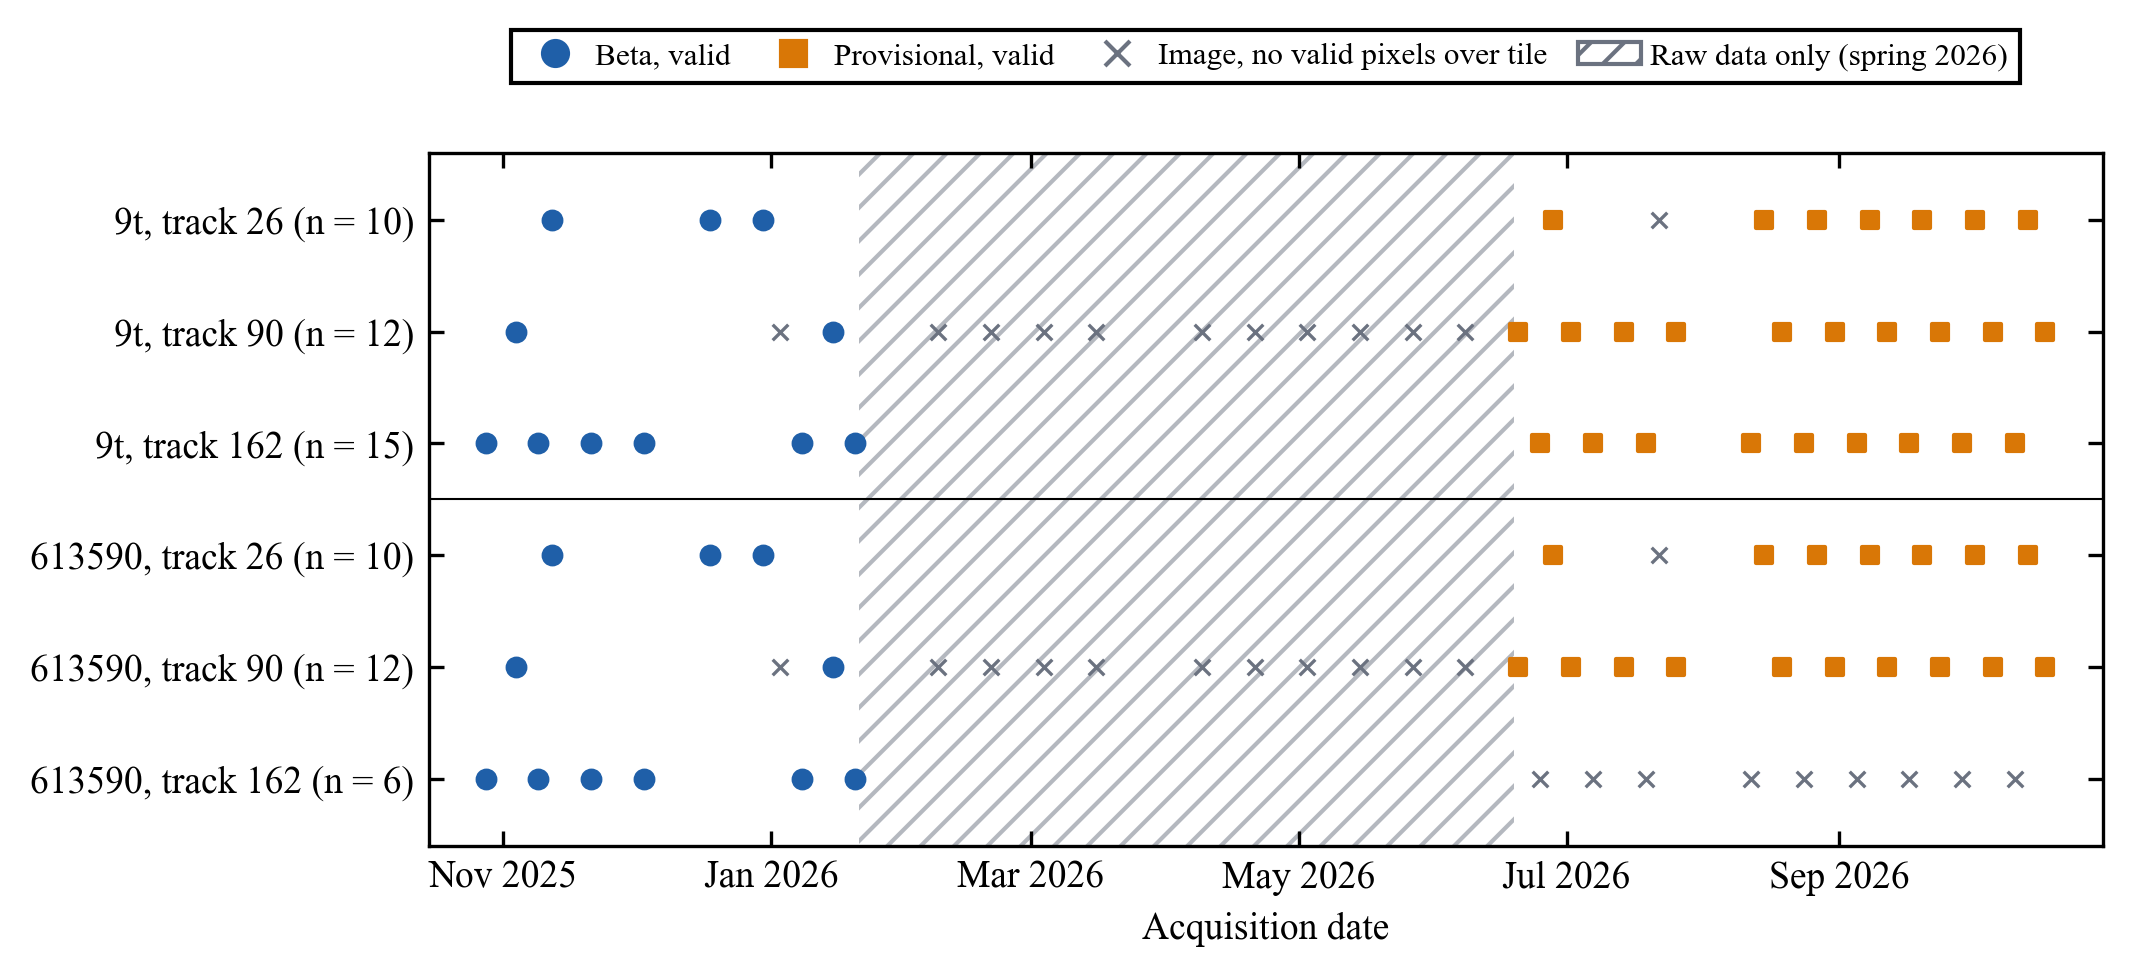 Beta, valid Provisional, valid Image, no valid pixels over tile Raw data only (spring 2026)
9t, track 26 (n = 10)
9t, track 90 (n = 12)
9t, track 162 (n = 15)
613590, track 26 (n = 10)
613590, track 90 (n = 12)
613590, track 162 (n = 6)
Nov 2025 Jan 2026 Mar 2026 May 2026 Jul 2026 Sep 2026
Acquisition date